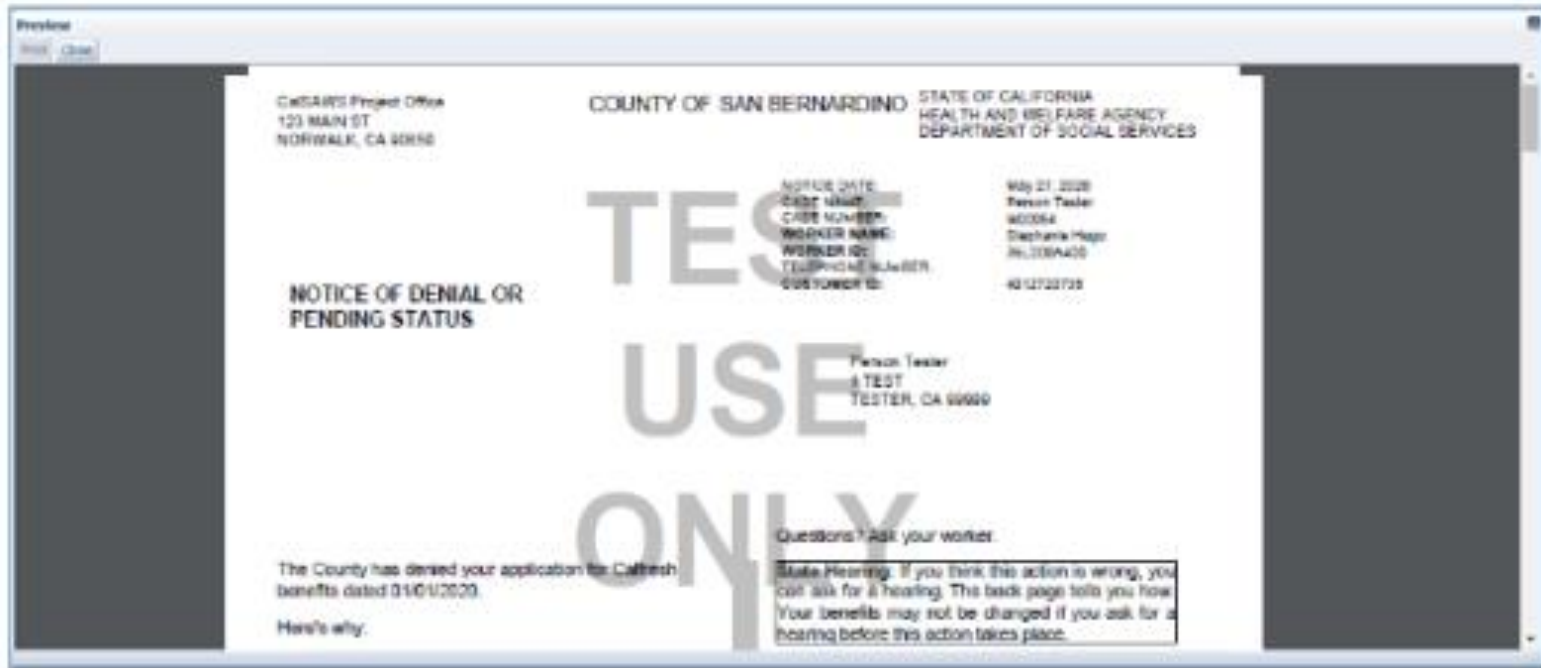 Preview
Print Close
CalSAWS Project Office
123 MAIN ST
NORWALK, CA 90650
COUNTY OF SAN BERNARDINO
STATE OF CALIFORNIA
HEALTH AND WELFARE AGENCY
DEPARTMENT OF SOCIAL SERVICES
NOTICE DATE: May 27, 2020
CASE NAME: Person Tester
CASE NUMBER:
WORKER NAME: Stephanie
WORKER ID:
TELEPHONE NUMBER:
CUSTOMER ID:
NOTICE OF DENIAL OR
PENDING STATUS
TEST
USE
ONLY
Person Tester
TEST
TESTER, CA 99999
Questions? Ask your worker.
The County has denied your application for CalFresh
benefits dated 01/01/2020.
Here's why:
State Hearing: If you think this action is wrong, you
can ask for a hearing. The back page tells you how.
Your benefits may not be changed if you ask for a
hearing before this action takes place.